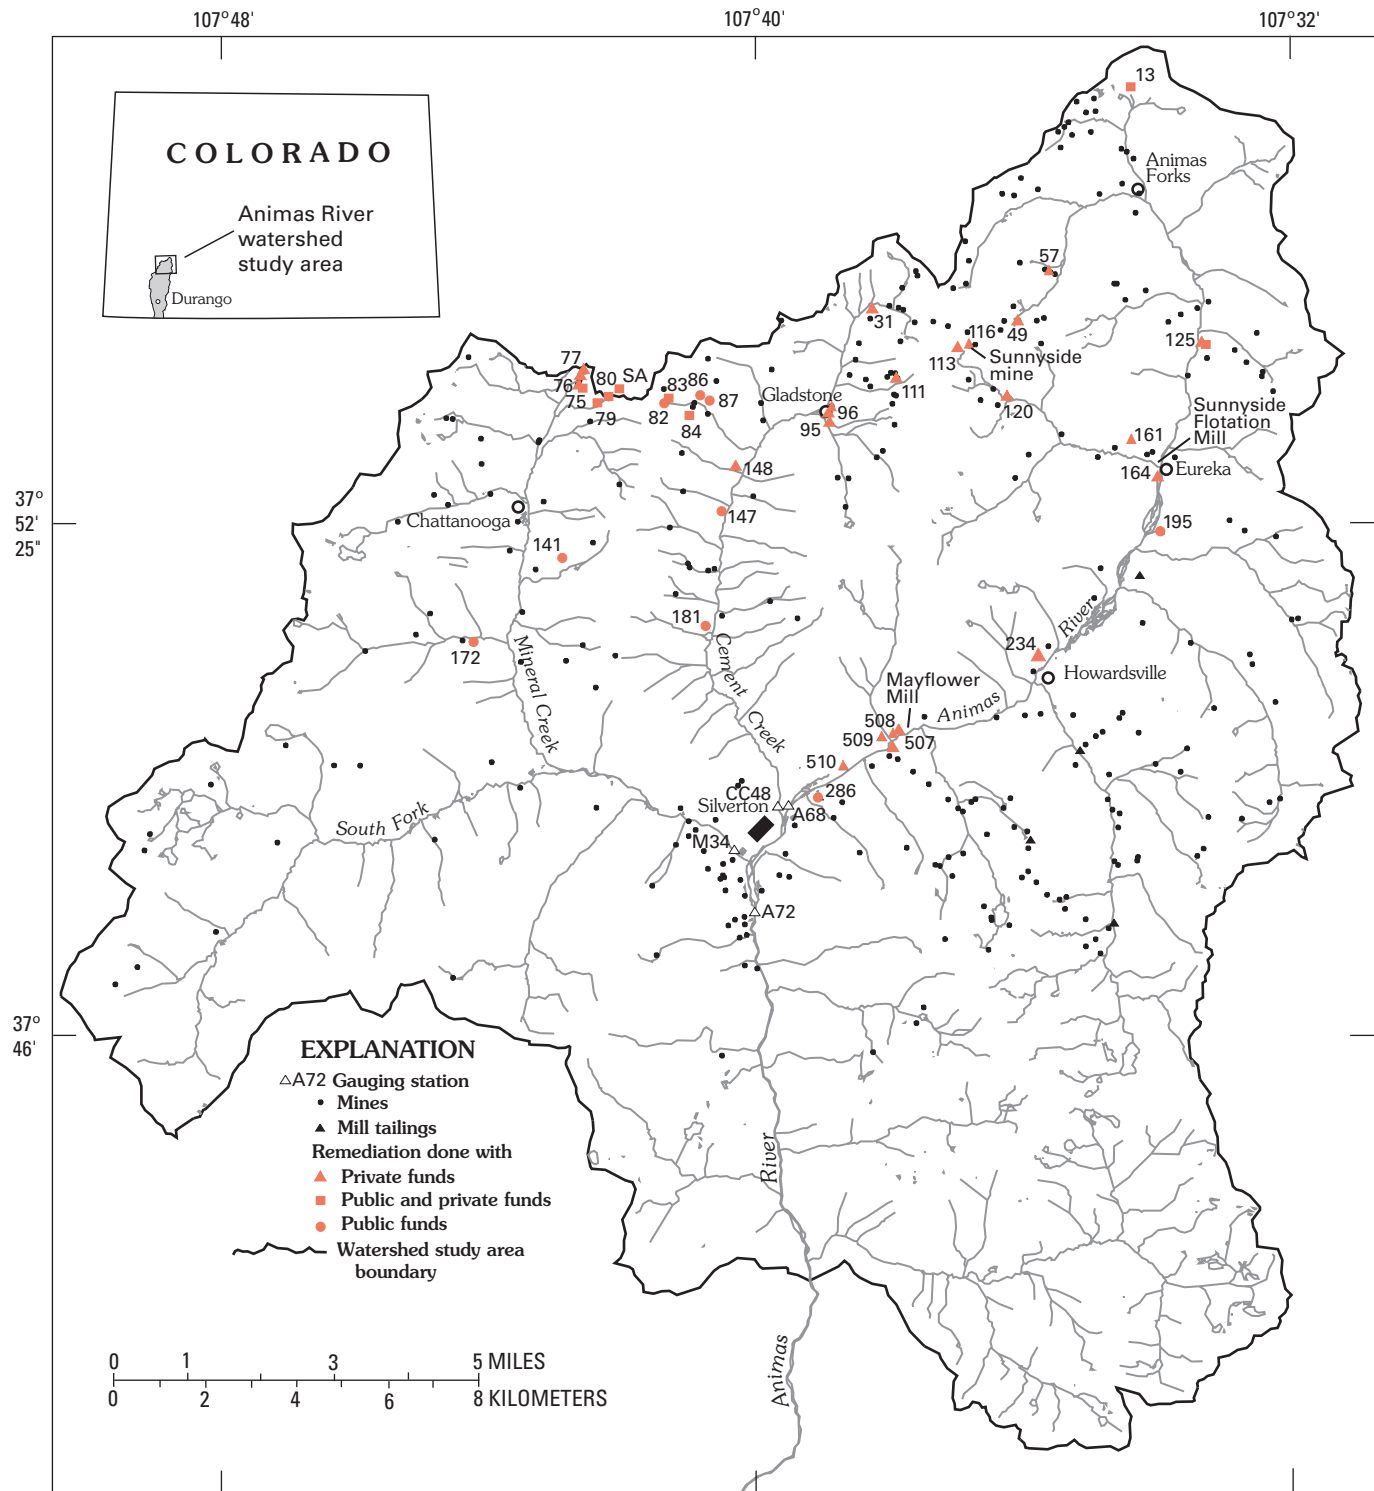 107°48'
107°40'
107°32'
COLORADO
Animas River
watershed
study area
Durango
13
Animas
Forks
57
31
49
116
113
Sunnyside
mine
125
77
76
75
80
SA
79
83
86
82
87
84
Gladstone
96
95
111
120
Sunnyside
Flotation
Mill
161
164
Eureka
148
147
195
37°
52'
25"
Chattanooga
141
181
172
Mineral Creek
Cement Creek
River
234
Howardsville
Mayflower
Mill
Animas
508
509
507
510
286
CC48
Silverton
A68
M34
South Fork
A72
37°
46'
EXPLANATION
A72 Gauging station
Mines
Mill tailings
Remediation done with
Private funds
Public and private funds
Public funds
Watershed study area
boundary
River
Animas
0 1 3 5 MILES
0 2 4 6 8 KILOMETERS